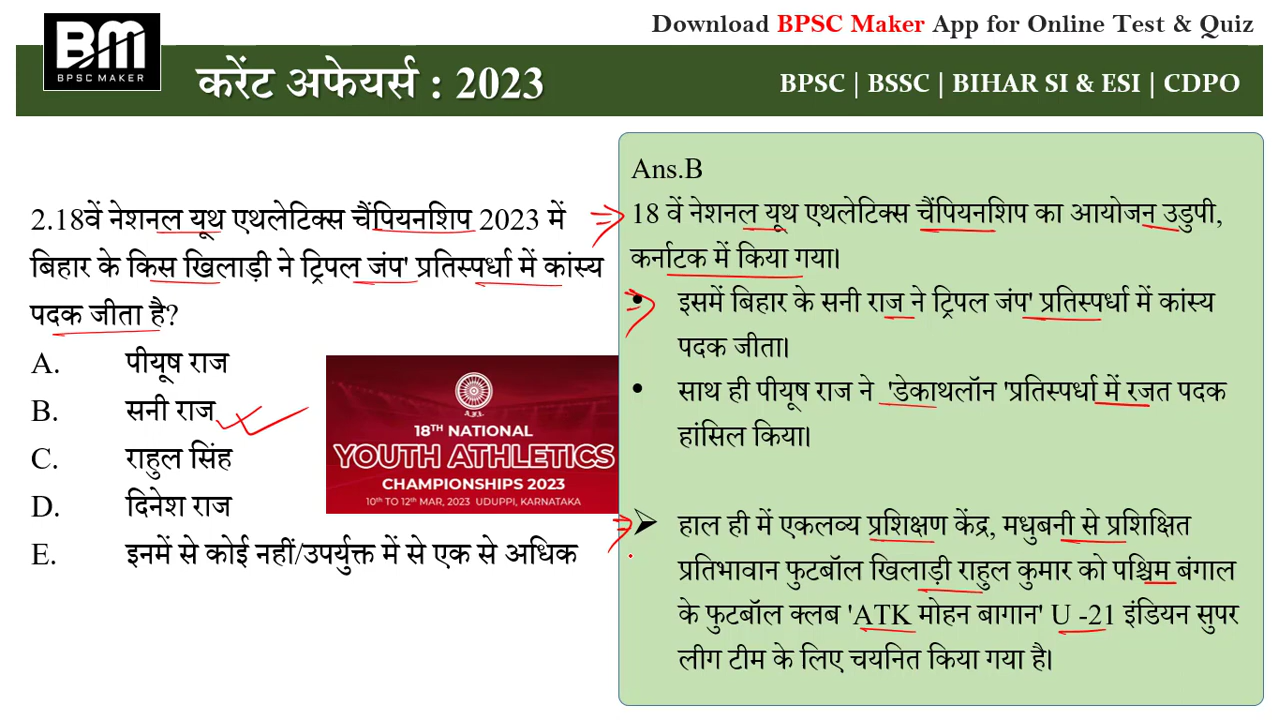 Download BPSC Maker App for Online Test & Quiz
BM
BPSC MAKER
करेंट अफेयर्स : 2023
BPSC | BSSC | BIHAR SI & ESI | CDPO
2.18वें नेशनल यूथ एथलेटिक्स चैंपियनशिप 2023 में
बिहार के किस खिलाड़ी ने ट्रिपल जंप' प्रतिस्पर्धा में कांस्य
पदक जीता है?
A. पीयूष राज
B. सनी राज
C. राहुल सिंह
D. दिनेश राज
E. इनमें से कोई नहीं/उपर्युक्त में से एक से अधिक
18TH NATIONAL
YOUTH ATHLETICS
CHAMPIONSHIPS 2023
10th TO 12th MAR, 2023 UDUPPI, KARNATAKA
Ans.B
18 वें नेशनल यूथ एथलेटिक्स चैंपियनशिप का आयोजन उडुपी,
कर्नाटक में किया गया।
• इसमें बिहार के सनी राज ने ट्रिपल जंप' प्रतिस्पर्धा में कांस्य
पदक जीता।
• साथ ही पीयूष राज ने 'डेकाथलॉन 'प्रतिस्पर्धा में रजत पदक
हांसिल किया।
➢ हाल ही में एकलव्य प्रशिक्षण केंद्र, मधुबनी से प्रशिक्षित
प्रतिभावान फुटबॉल खिलाड़ी राहुल कुमार को पश्चिम बंगाल
के फुटबॉल क्लब 'ATK मोहन बागान' U -21 इंडियन सुपर
लीग टीम के लिए चयनित किया गया है।